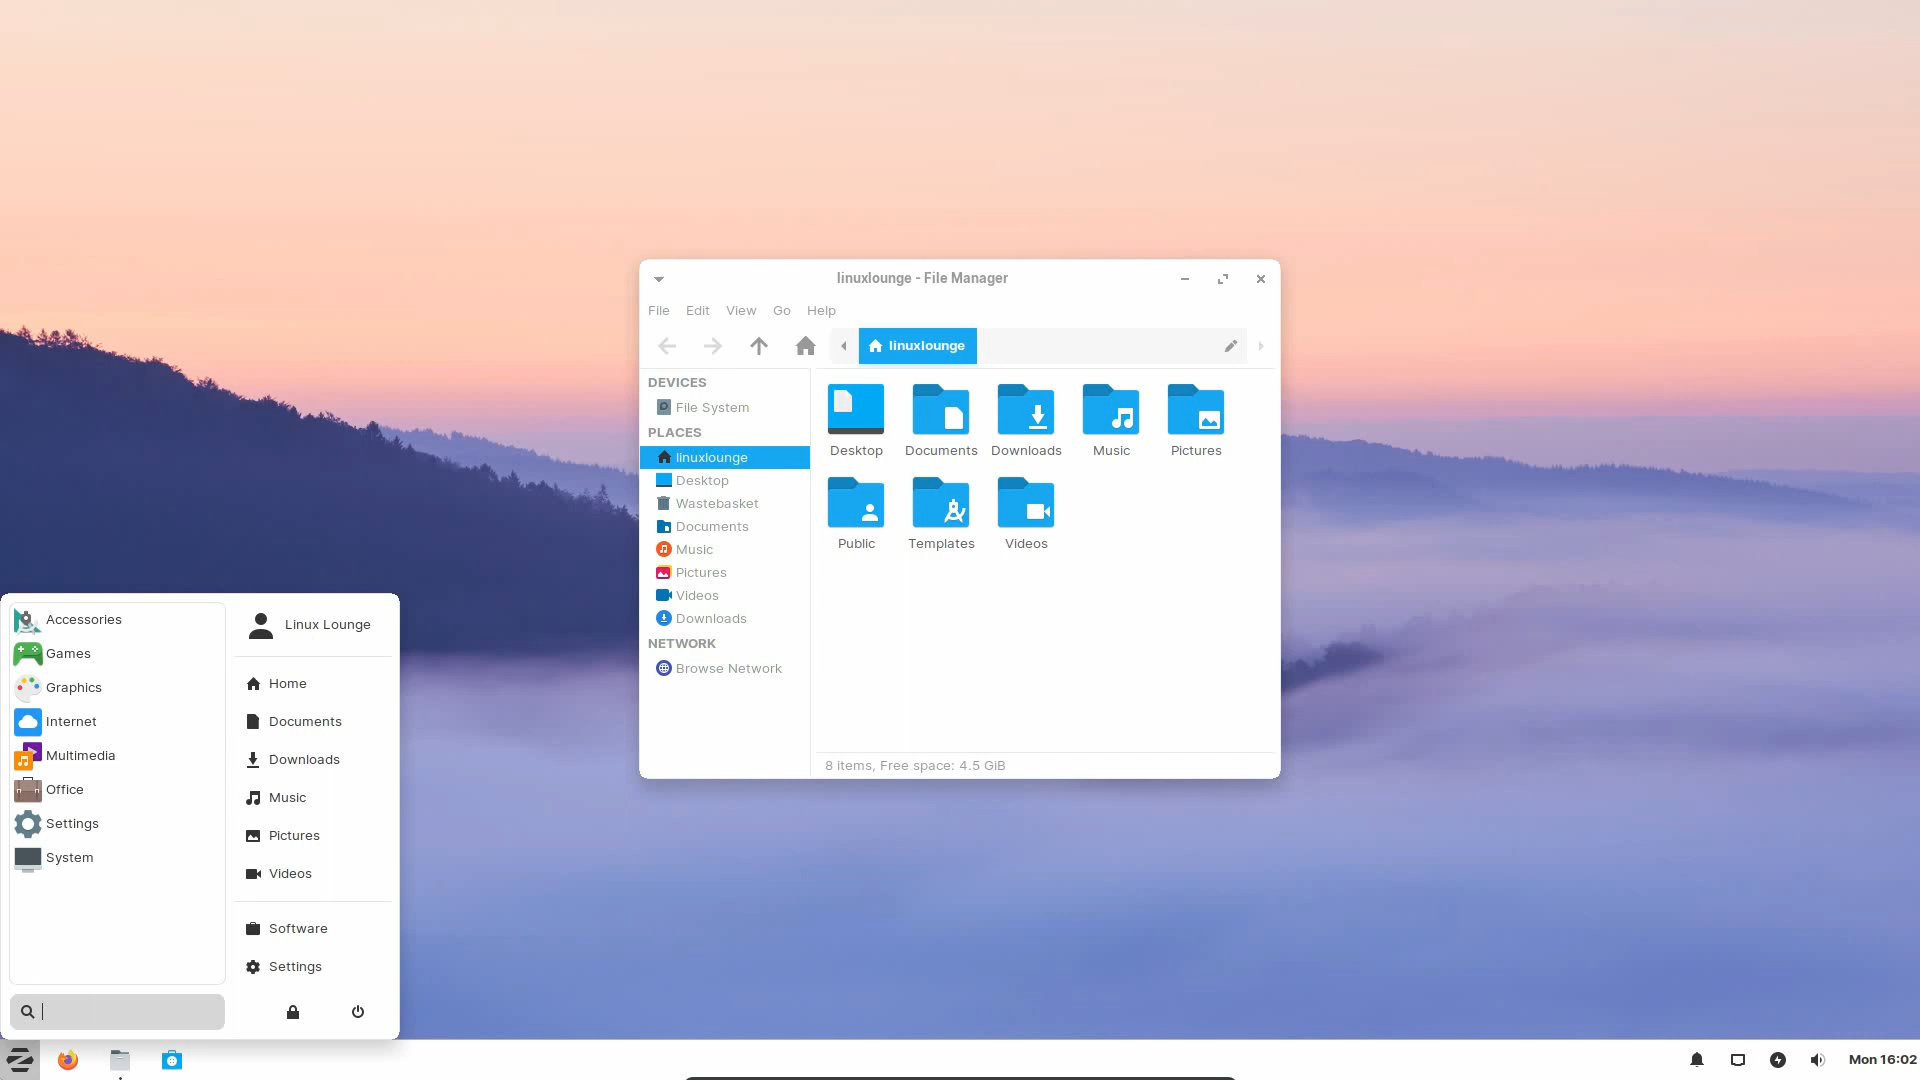 linuxlounge - File Manager
File Edit View Go Help
linuxlounge
DEVICES
File System
PLACES
linuxlounge
Desktop
Wastebasket
Documents
Music
Pictures
Videos
Downloads
NETWORK
Browse Network
Desktop Documents Downloads Music Pictures
Public Templates Videos
8 items, Free space: 4.5 GiB
Accessories
Games
Graphics
Internet
Multimedia
Office
Settings
System
Linux Lounge
Home
Documents
Downloads
Music
Pictures
Videos
Software
Settings
Mon 16:02